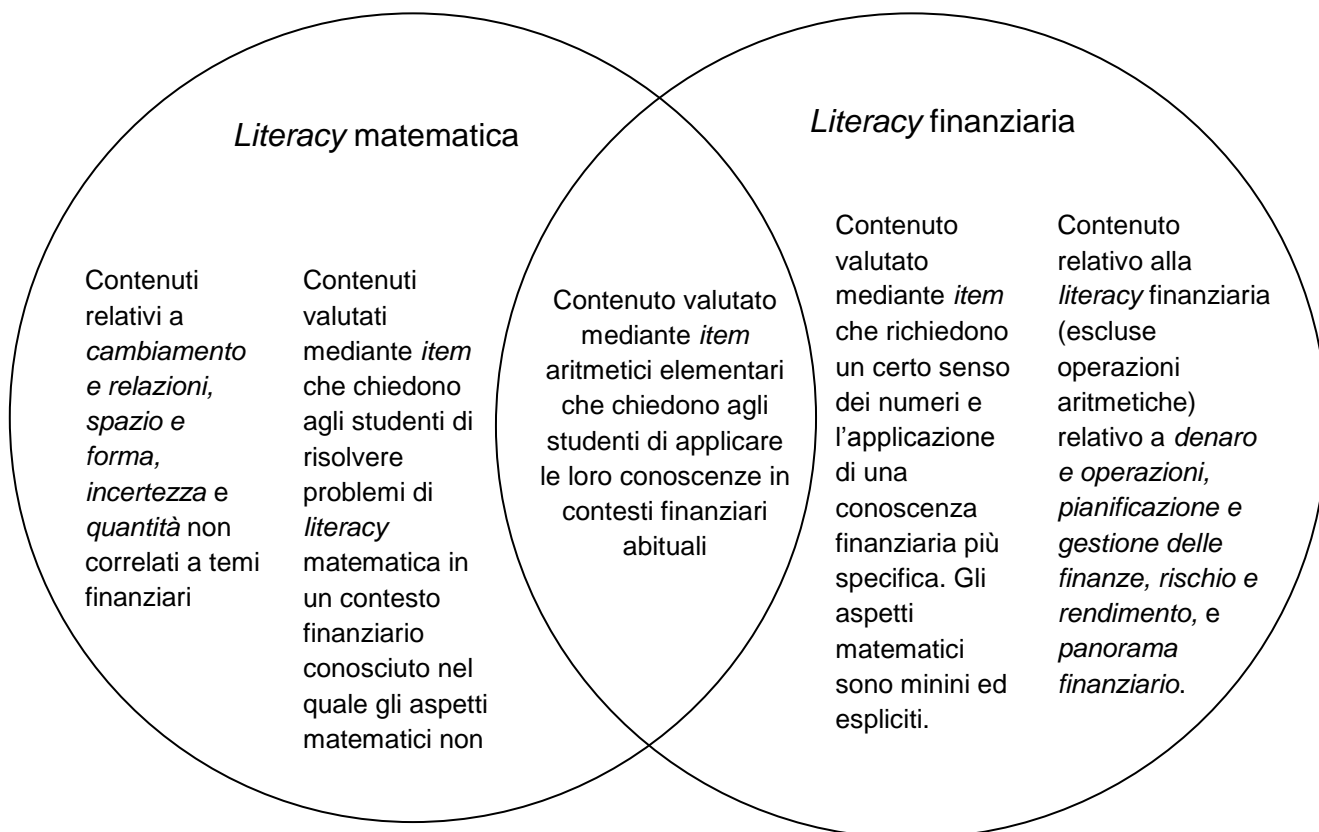 Literacy matematica
Literacy finanziaria
Contenuti
relativi a
cambiamento
e relazioni,
spazio e
forma,
incertezza e
quantità non
correlati a temi
finanziari
Contenuti
valutati
mediante item
che chiedono
agli studenti di
risolvere
problemi di
literacy
matematica in
un contesto
finanziario
conosciuto nel
quale gli aspetti
matematici non
Contenuto valutato
mediante item
aritmetici elementari
che chiedono agli
studenti di applicare
le loro conoscenze in
contesti finanziari
abituali
Contenuto
valutato
mediante item
che richiedono
un certo senso
dei numeri e
l’applicazione
di una
conoscenza
finanziaria più
specifica. Gli
aspetti
matematici
sono minini ed
espliciti.
Contenuto
relativo alla
literacy finanziaria
(escluse
operazioni
aritmetiche)
relativo a denaro
e operazioni,
pianificazione e
gestione delle
finanze, rischio e
rendimento, e
panorama
finanziario.